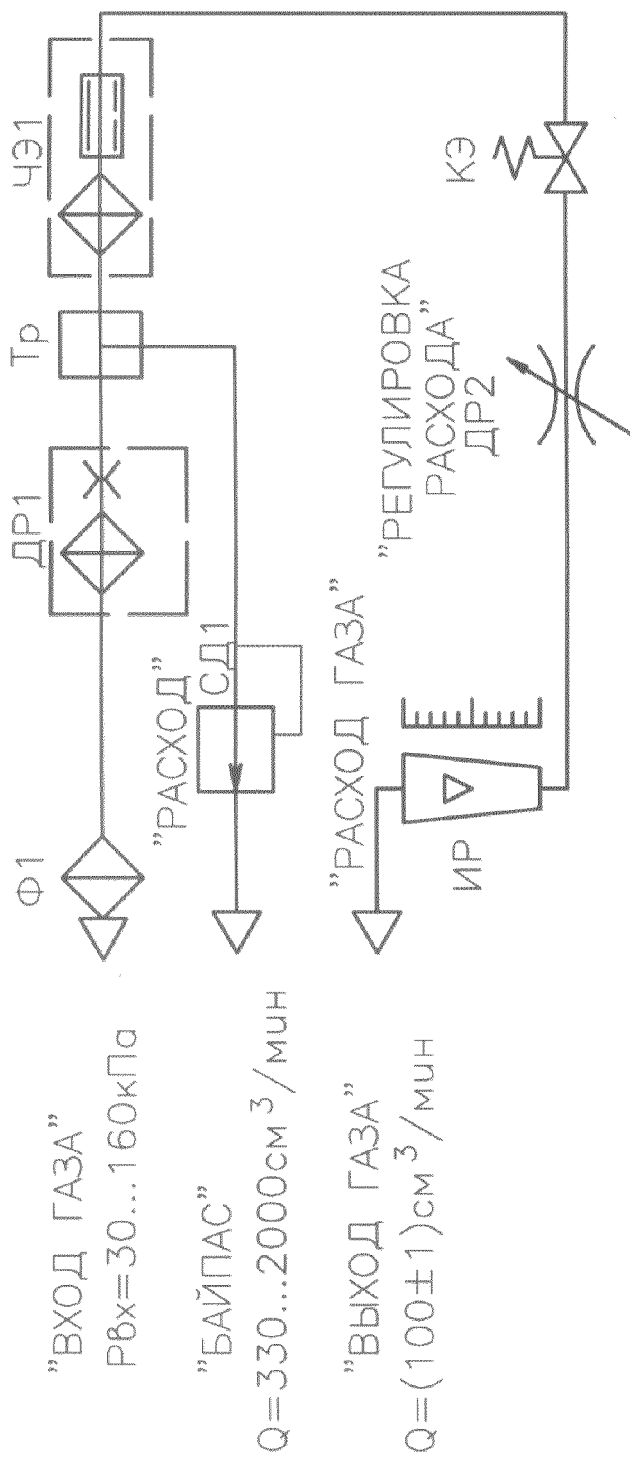 "ВХОД ГАЗА"
Рвх=30...160кПа
"БАЙПАС"
Q=330...2000см³/мин
"ВЫХОД ГАЗА"
Q=(100±1)см³/мин
Ф1
ДР1
Тр
ЧЭ1
"РАСХОД"
СД1
"РАСХОД ГАЗА"
ИР
"РЕГУЛИРОВКА
РАСХОДА"
ДР2
КЭ